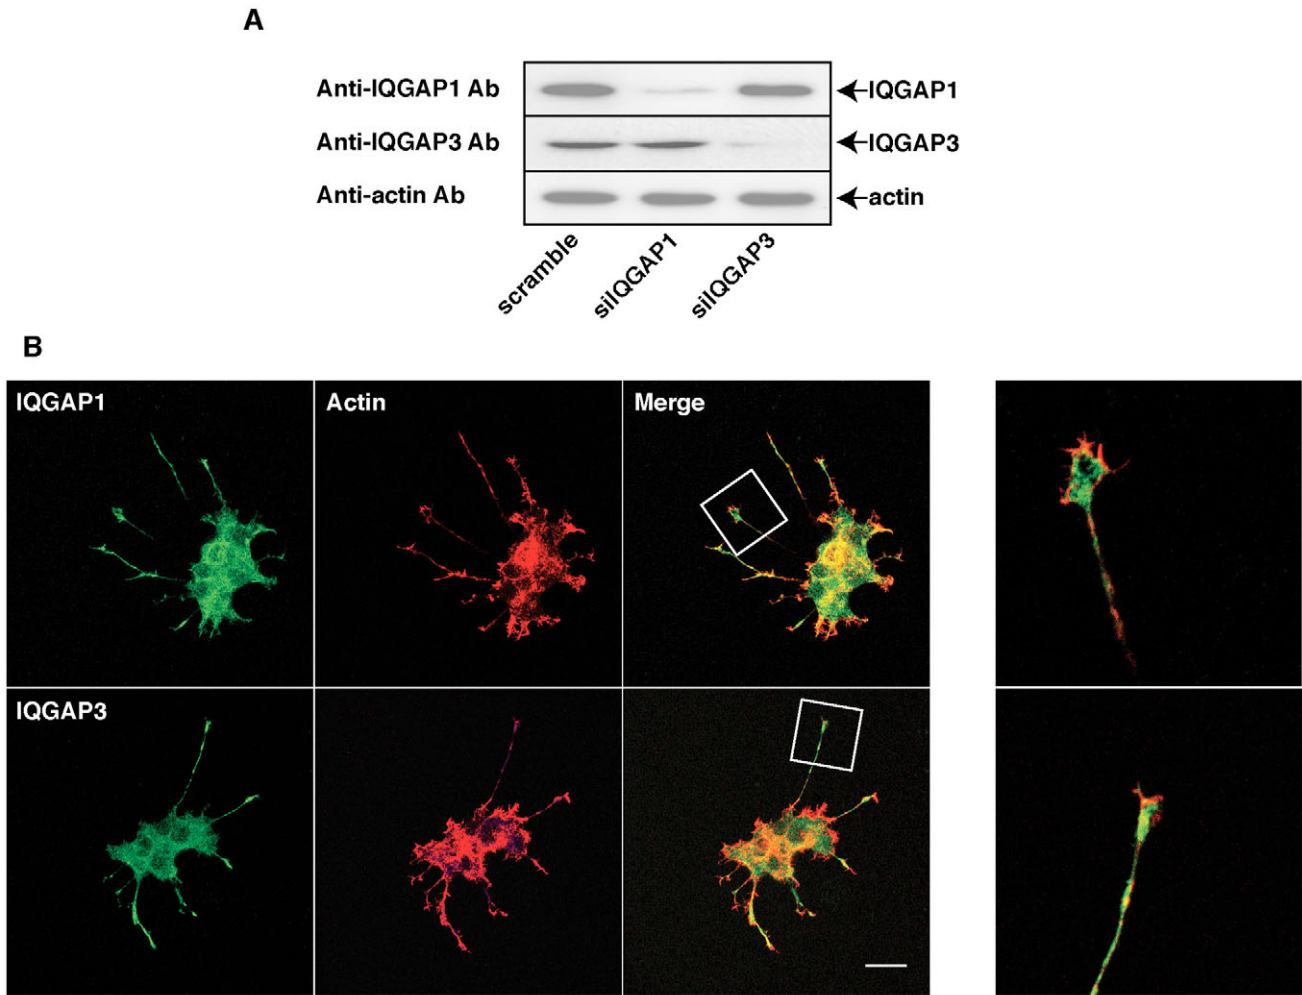 A
Anti-IQGAP1 Ab
IQGAP1
Anti-IQGAP3 Ab
IQGAP3
Anti-actin Ab
actin
scramble
siIQGAP1
siIQGAP3
B
IQGAP1
Actin
Merge
IQGAP3